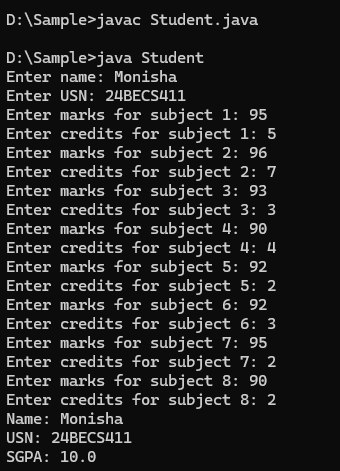 D:\Sample>javac Student.java
D:\Sample>java Student
Enter name: Monisha
Enter USN: 24BECS411
Enter marks for subject 1: 95
Enter credits for subject 1: 5
Enter marks for subject 2: 96
Enter credits for subject 2: 7
Enter marks for subject 3: 93
Enter credits for subject 3: 3
Enter marks for subject 4: 90
Enter credits for subject 4: 4
Enter marks for subject 5: 92
Enter credits for subject 5: 2
Enter marks for subject 6: 92
Enter credits for subject 6: 3
Enter marks for subject 7: 95
Enter credits for subject 7: 2
Enter marks for subject 8: 90
Enter credits for subject 8: 2
Name: Monisha
USN: 24BECS411
SGPA: 10.0